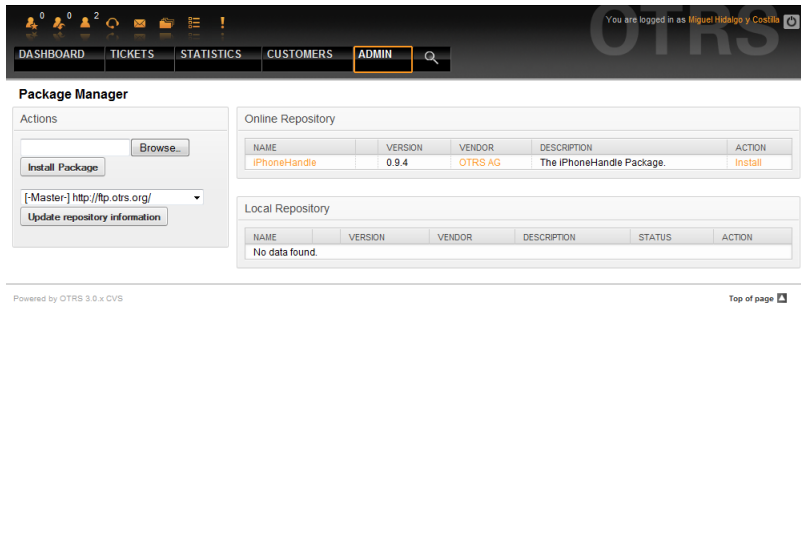 0 0 2
You are logged in as Miguel Hidalgo y Costilla
OTRS
DASHBOARD TICKETS STATISTICS CUSTOMERS ADMIN
Package Manager
Actions
Browse..
Install Package
[-Master-] http://ftp.otrs.org/
Update repository information
Online Repository
NAME VERSION VENDOR DESCRIPTION ACTION
iPhoneHandle 0.9.4 OTRS AG The iPhoneHandle Package. Install
Local Repository
NAME VERSION VENDOR DESCRIPTION STATUS ACTION
No data found.
Powered by OTRS 3.0.x CVS
Top of page